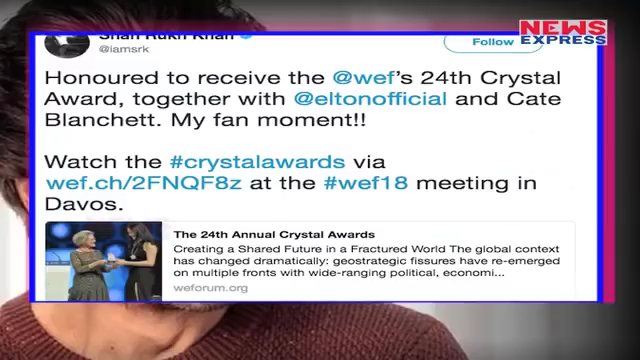 NEWS
EXPRESS
Shah Rukh Khan
@iamsrk
Follow
Honoured to receive the @wef's 24th Crystal
Award, together with @eltonofficial and Cate
Blanchett. My fan moment!!
Watch the #crystalawards via
wef.ch/2FNQF8z at the #wef18 meeting in
Davos.
The 24th Annual Crystal Awards
Creating a Shared Future in a Fractured World The global context
has changed dramatically: geostrategic fissures have re-emerged
on multiple fronts with wide-ranging political, economi...
weforum.org